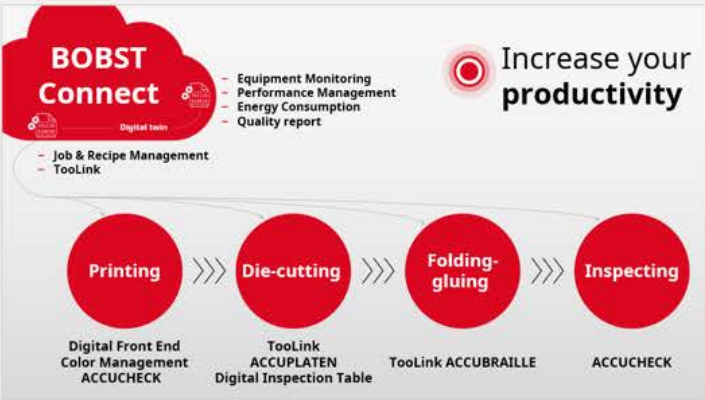 BOBST
Connect
Digital twin
– Equipment Monitoring
– Performance Management
– Energy Consumption
– Quality report
Increase your
productivity
– Job & Recipe Management
– TooLink
Printing
Die-cutting
Folding-
gluing
Inspecting
Digital Front End
Color Management
ACCUCHECK
TooLink
ACCUPLATEN
Digital Inspection Table
TooLink ACCUBRAILLE
ACCUCHECK